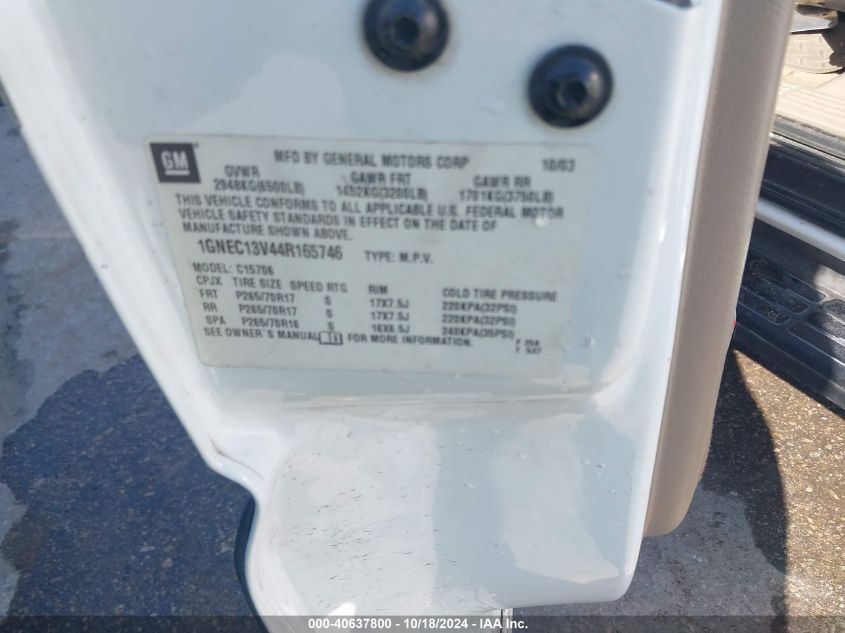 GM
MFD BY GENERAL MOTORS CORP 10/03
GVWR GAWR FRT GAWR RR
2948KG(6500LB) 1452KG(3200LB) 1701KG(3750LB)
THIS VEHICLE CONFORMS TO ALL APPLICABLE U.S. FEDERAL MOTOR
VEHICLE SAFETY STANDARDS IN EFFECT ON THE DATE OF
MANUFACTURE SHOWN ABOVE.
1GNEC13V44R165746 TYPE: M.P.V.
MODEL: C15706
CPJX TIRE SIZE SPEED RTG RIM COLD TIRE PRESSURE
FRT P265/70R17 S 17X7.5J 220KPA(32PSI)
RR P265/70R17 S 17X7.5J 220KPA(32PSI)
SPA P265/70R16 S 16X6.5J 240KPA(35PSI)
SEE OWNER'S MANUAL FOR MORE INFORMATION.
000-40637800 - 10/18/2024 - IAA Inc.